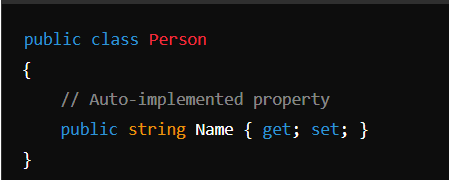 public class Person
{
    // Auto-implemented property
    public string Name { get; set; }
}